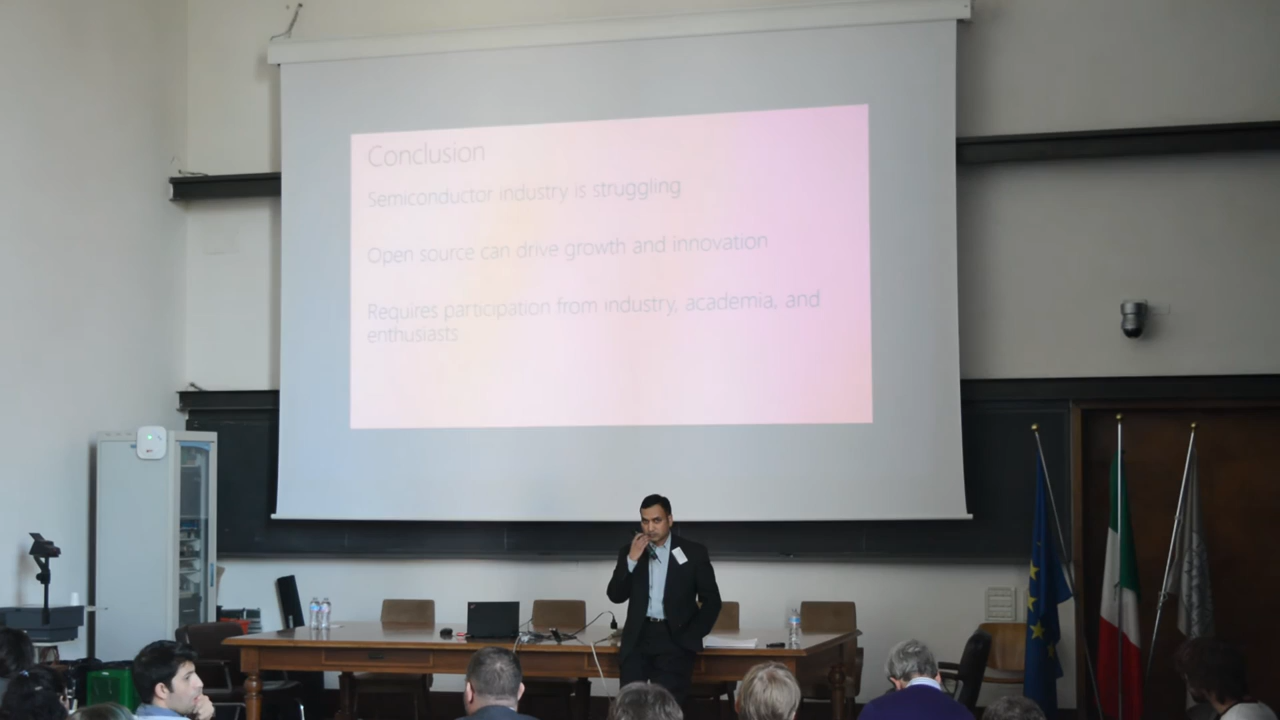 Conclusion
Semiconductor industry is struggling
Open source can drive growth and innovation
Requires participation from industry, academia, and
enthusiasts